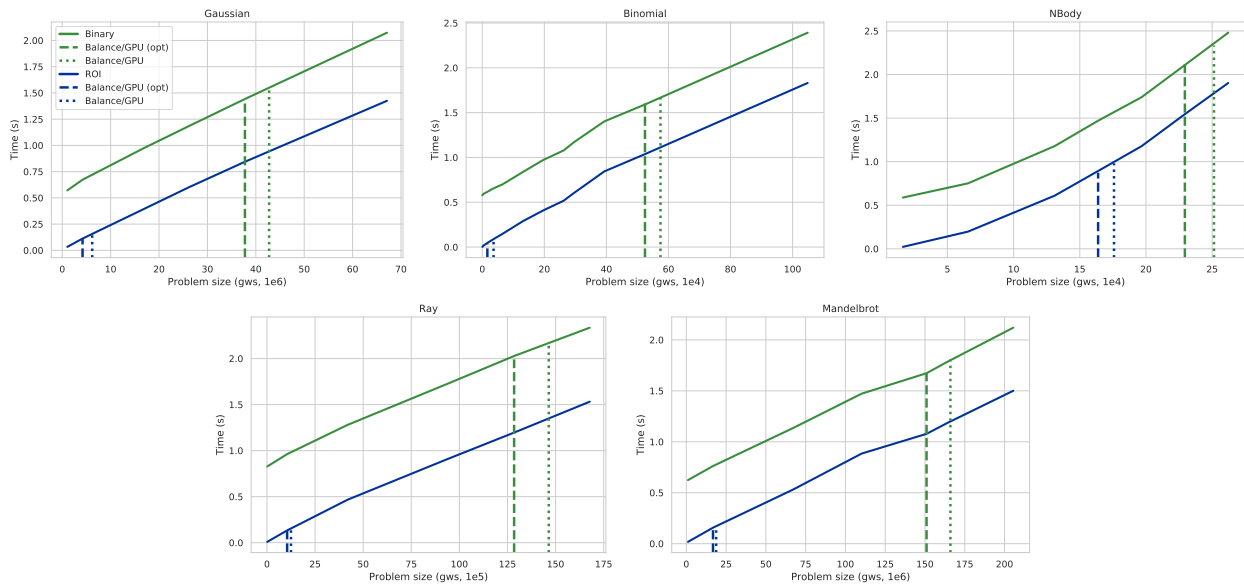 Gaussian
2.00
1.75
1.50
1.25
1.00
0.75
0.50
0.25
0.00
Time (s)
Binary
Balance/GPU (opt)
Balance/GPU
ROI
Balance/GPU (opt)
Balance/GPU
0 10 20 30 40 50 60 70
Problem size (gws, 1e6)
Binomial
2.5
2.0
1.5
1.0
0.5
0.0
Time (s)
0 20 40 60 80 100
Problem size (gws, 1e4)
NBody
2.5
2.0
1.5
1.0
0.5
0.0
Time (s)
5 10 15 20 25
Problem size (gws, 1e4)
Ray
2.0
1.5
1.0
0.5
0.0
Time (s)
0 25 50 75 100 125 150 175
Problem size (gws, 1e5)
Mandelbrot
2.0
1.5
1.0
0.5
0.0
Time (s)
0 25 50 75 100 125 150 175 200
Problem size (gws, 1e6)